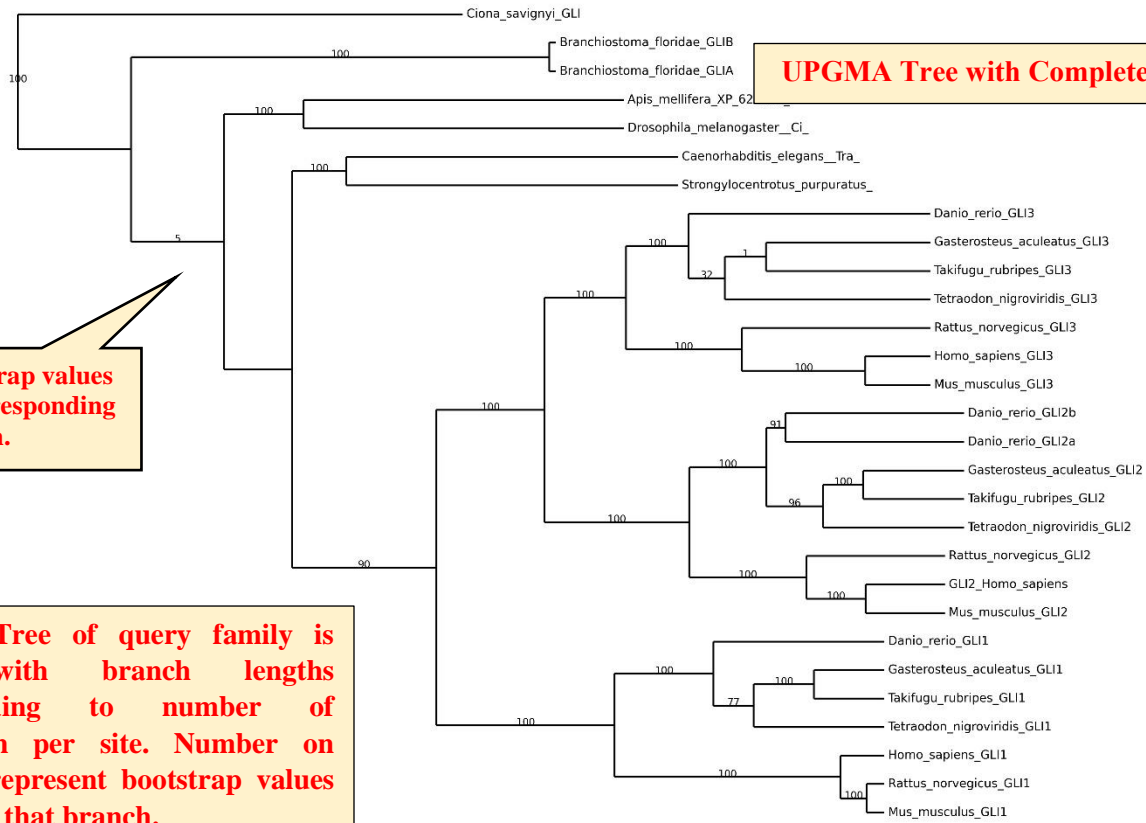 Ciona_savignyi_GLI
100
Branchiostoma_floridae_GLIB
100
Branchiostoma_floridae_GLIA
UPGMA Tree with Complete
Apis_mellifera_XP_62
100
Drosophila_melanogaster__Ci_
Caenorhabditis_elegans__Tra_
100
Strongylocentrotus_purpuratus_
5
Danio_rerio_GLI3
100
Gasterosteus_aculeatus_GLI3
1
Takifugu_rubripes_GLI3
32
Tetraodon_nigroviridis_GLI3
100
Rattus_norvegicus_GLI3
100
Homo_sapiens_GLI3
100
Mus_musculus_GLI3
rap values
responding
100
Danio_rerio_GLI2b
91
Danio_rerio_GLI2a
100
Gasterosteus_aculeatus_GLI2
100
Takifugu_rubripes_GLI2
96
Tetraodon_nigroviridis_GLI2
100
Rattus_norvegicus_GLI2
100
GLI2_Homo_sapiens
100
Mus_musculus_GLI2
90
Tree of query family is
with branch lengths
ing to number of
per site. Number on
represent bootstrap values
that branch.
Danio_rerio_GLI1
100
Gasterosteus_aculeatus_GLI1
100
Takifugu_rubripes_GLI1
77
Tetraodon_nigroviridis_GLI1
100
Homo_sapiens_GLI1
100
Rattus_norvegicus_GLI1
100
Mus_musculus_GLI1